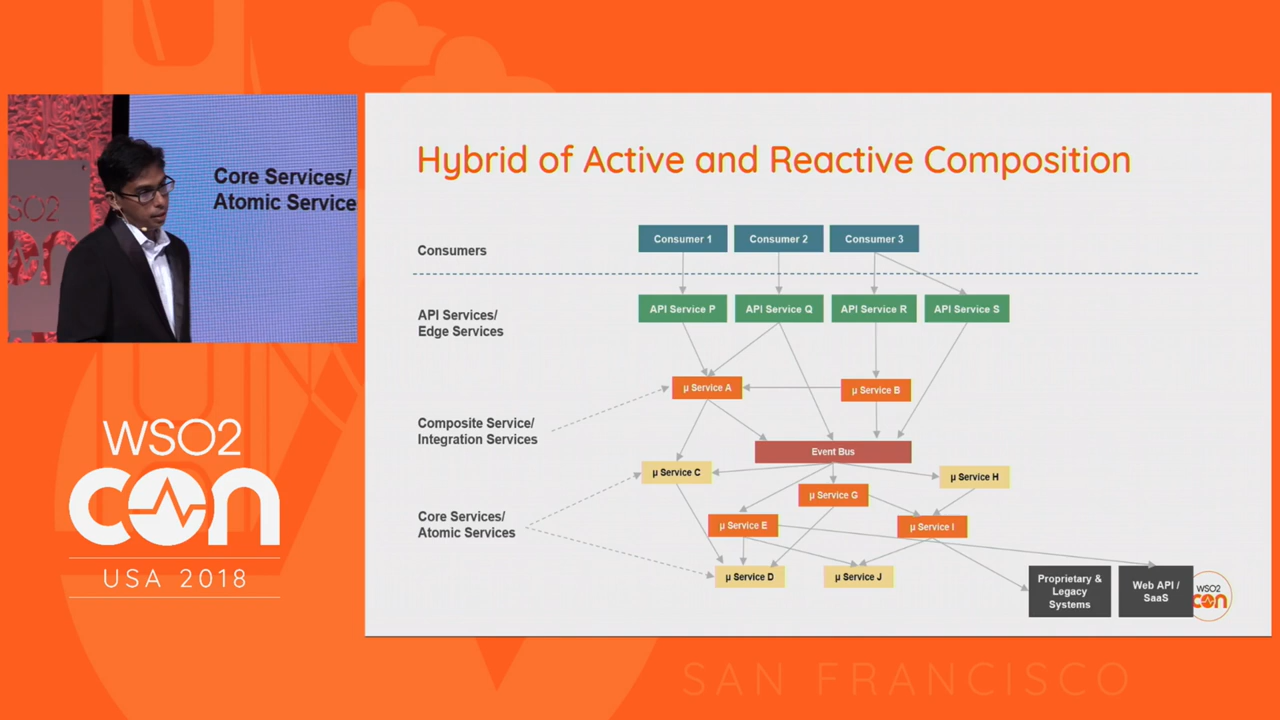 Core Services/
Atomic Service
WSO2
con
WSO2
con
USA 2018
Hybrid of Active and Reactive Composition
Consumers
Consumer 1
Consumer 2
Consumer 3
API Services/
Edge Services
API Service P
API Service Q
API Service R
API Service S
µ Service A
µ Service B
Composite Service/
Integration Services
Event Bus
µ Service C
µ Service H
µ Service G
Core Services/
Atomic Services
µ Service E
µ Service I
µ Service D
µ Service J
Proprietary &
Legacy
Systems
Web API /
SaaS
WSO2
con
SAN FRANCISCO